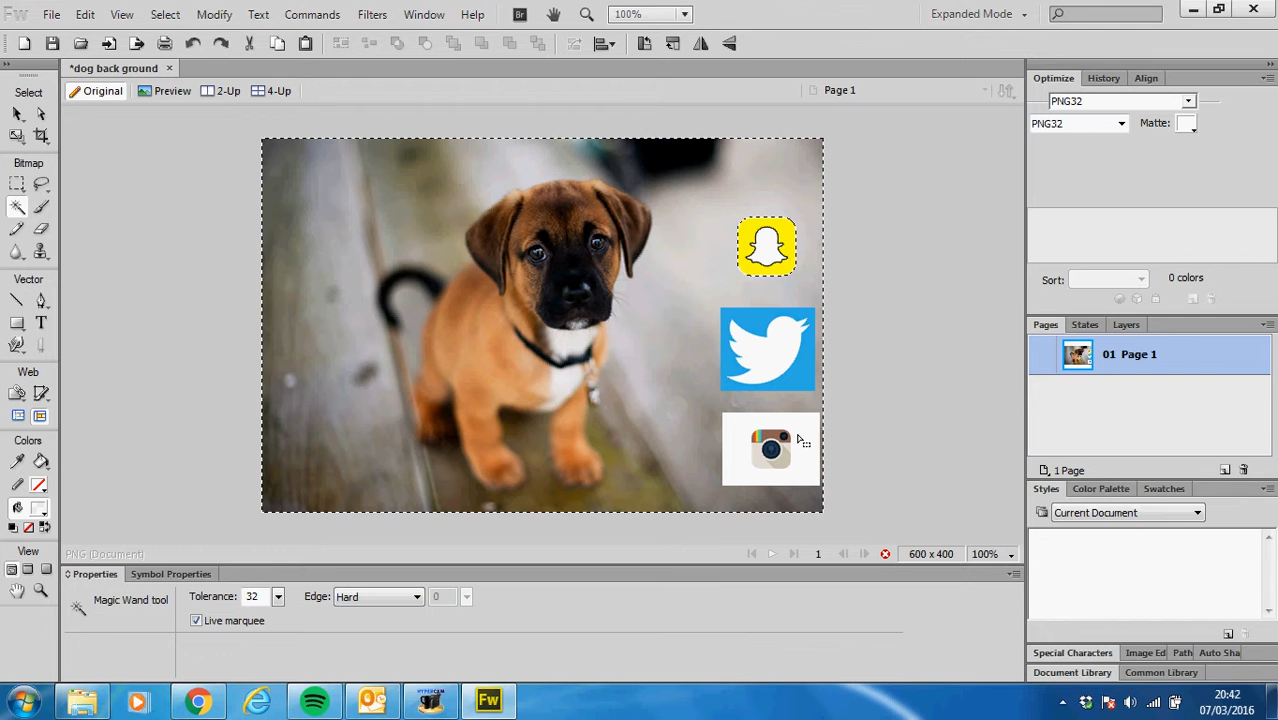 Fw File Edit View Select Modify Text Commands Filters Window Help Br 100% Expanded Mode
*dog back ground
Original Preview 2-Up 4-Up Page 1
Select
Bitmap
Vector
Web
Colors
View
PNG (Document) 1 600 x 400 100%
Properties Symbol Properties
Magic Wand tool Tolerance: 32 Edge: Hard 0
Live marquee
Optimize History Align
PNG32
PNG32 Matte:
Sort: 0 colors
Pages States Layers
01 Page 1
1 Page
Styles Color Palette Swatches
Current Document
Special Characters Image Ed Path Auto Sha
Document Library Common Library
HYPERCAM Fw
20:42
07/03/2016